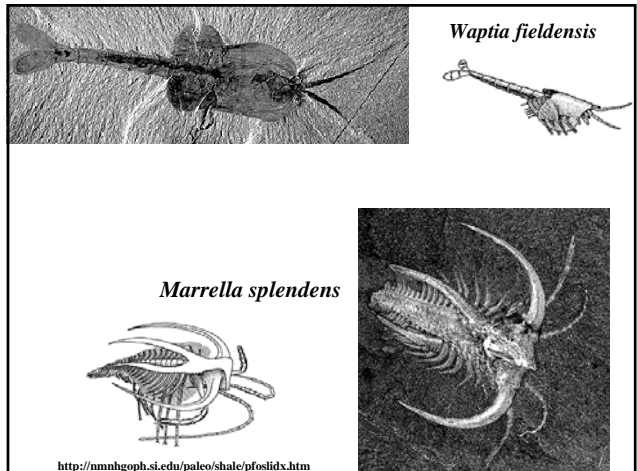 Waptia fieldensis
Marrella splendens
http://nmnhgoph.si.edu/paleo/shale/pfoslidx.htm